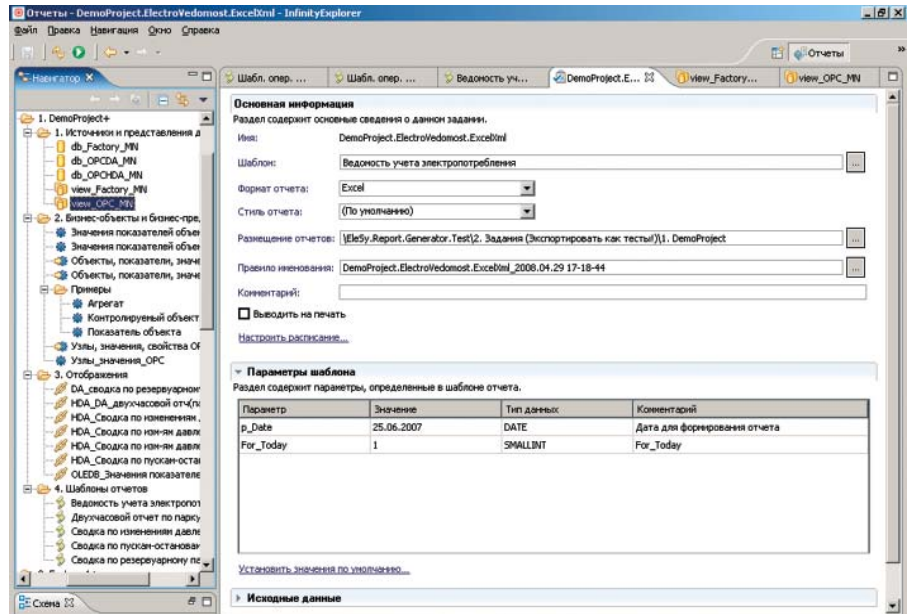 Отчеты - DemoProject.ElectroVedomost.ExcelXml - InfinityExplorer
Файл Правка Навигация Окно Справка
Отчеты
Навигатор
1. DemoProject+
1. Источники и представления д
db_Factory_MN
db_OPCDA_MN
db_OPCHDA_MN
view_Factory_MN
view_OPC_MN
2. Бизнес-объекты и бизнес-пре,
Значения показателей объек
Значения показателей объек
Объекты, показатели, значе
Объекты, показатели, значе
Примеры
Агрегат
Контролируемый объект
Показатель объекта
Узлы, значения, свойства OF
Узлы_значения_OPC
3. Отображения
DA_сводка по резервуарном
HDA_DA_двухчасовой отч(па
HDA_Сводка по изменениям
HDA_Сводка по изм-ям давле
HDA_Сводка по изм-ям давле
HDA_Сводка по пускам-оста
OLEDB_Значения показателе
4. Шаблоны отчетов
Ведомость учета электропот
Двухчасовой отчет по парку
Сводка по изменениям давле
Сводка по пускам-останова
Сводка по резервуарному па
Схема
Шабл. опер. ...
Шабл. опер. ...
Ведомость уч...
DemoProject.E...
view_Factory...
view_OPC_MN
Основная информация
Раздел содержит основные сведения о данном задании.
Имя: DemoProject.ElectroVedomost.ExcelXml
Шаблон: Ведомость учета электропотребления ...
Формат отчета: Excel
Стиль отчета: (По умолчанию)
Размещение отчетов: \EleSy.Report.Generator.Test\2. Задания (Экспортировать как тесты!)\1. DemoProject ...
Правило именования: DemoProject.ElectroVedomost.ExcelXml_2008.04.29 17-18-44 ...
Комментарий:
Выводить на печать
Настроить расписание...
Параметры шаблона
Раздел содержит параметры, определенные в шаблоне отчета.
Параметр Значение Тип данных Комментарий
p_Date 25.06.2007 DATE Дата для формирования отчета
For_Today 1 SMALLINT For_Today
Установить значения по умолчанию...
Исходные данные